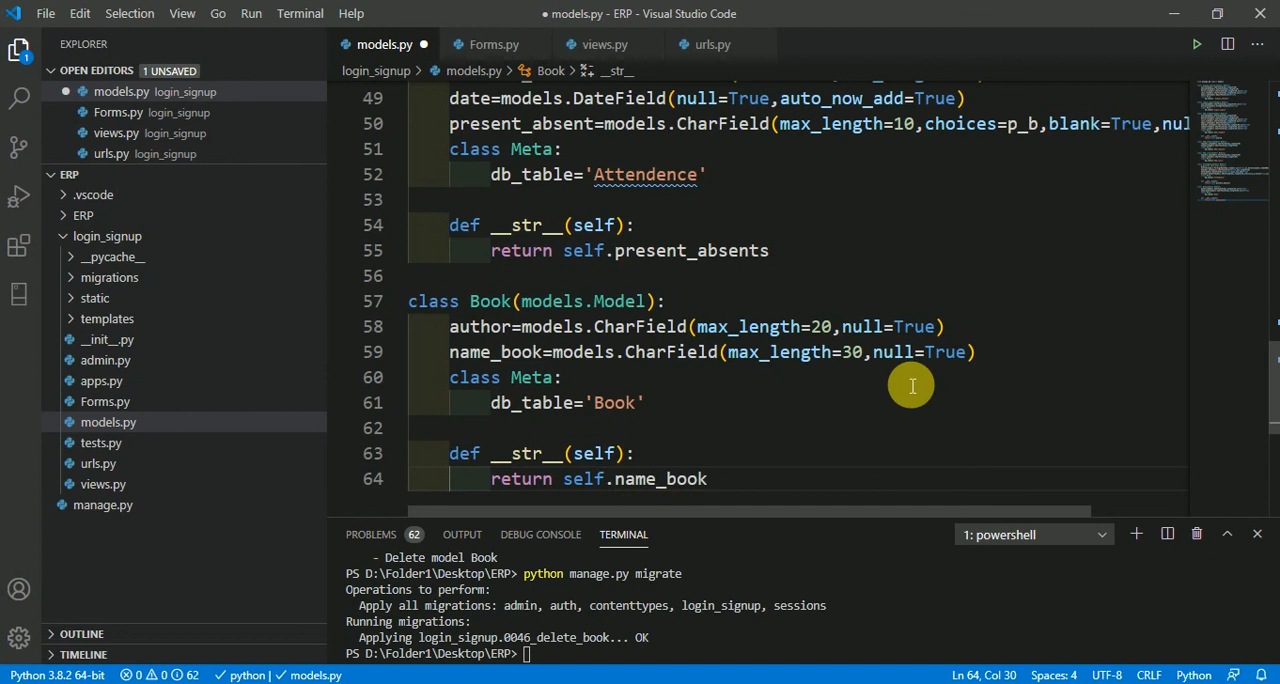 File Edit Selection View Go Run Terminal Help
● models.py - ERP - Visual Studio Code
EXPLORER
models.py Forms.py views.py urls.py
OPEN EDITORS 1 UNSAVED
login_signup > models.py > Book > __str__
models.py login_signup
Forms.py login_signup
views.py login_signup
urls.py login_signup
ERP
.vscode
ERP
login_signup
__pycache__
migrations
static
templates
__init__.py
admin.py
apps.py
Forms.py
models.py
tests.py
urls.py
views.py
manage.py
OUTLINE
TIMELINE
49 date=models.DateField(null=True,auto_now_add=True)
50 present_absent=models.CharField(max_length=10,choices=p_b,blank=True,nul
51 class Meta:
52 db_table='Attendence'
53
54 def __str__(self):
55 return self.present_absents
56
57 class Book(models.Model):
58 author=models.CharField(max_length=20,null=True)
59 name_book=models.CharField(max_length=30,null=True)
60 class Meta:
61 db_table='Book'
62
63 def __str__(self):
64 return self.name_book
PROBLEMS 62 OUTPUT DEBUG CONSOLE TERMINAL 1: powershell
- Delete model Book
PS D:\Folder1\Desktop\ERP> python manage.py migrate
Operations to perform:
Apply all migrations: admin, auth, contenttypes, login_signup, sessions
Running migrations:
Applying login_signup.0046_delete_book... OK
PS D:\Folder1\Desktop\ERP>
Python 3.8.2 64-bit 0 0 62 python | models.py Ln 64, Col 30 Spaces: 4 UTF-8 CRLF Python